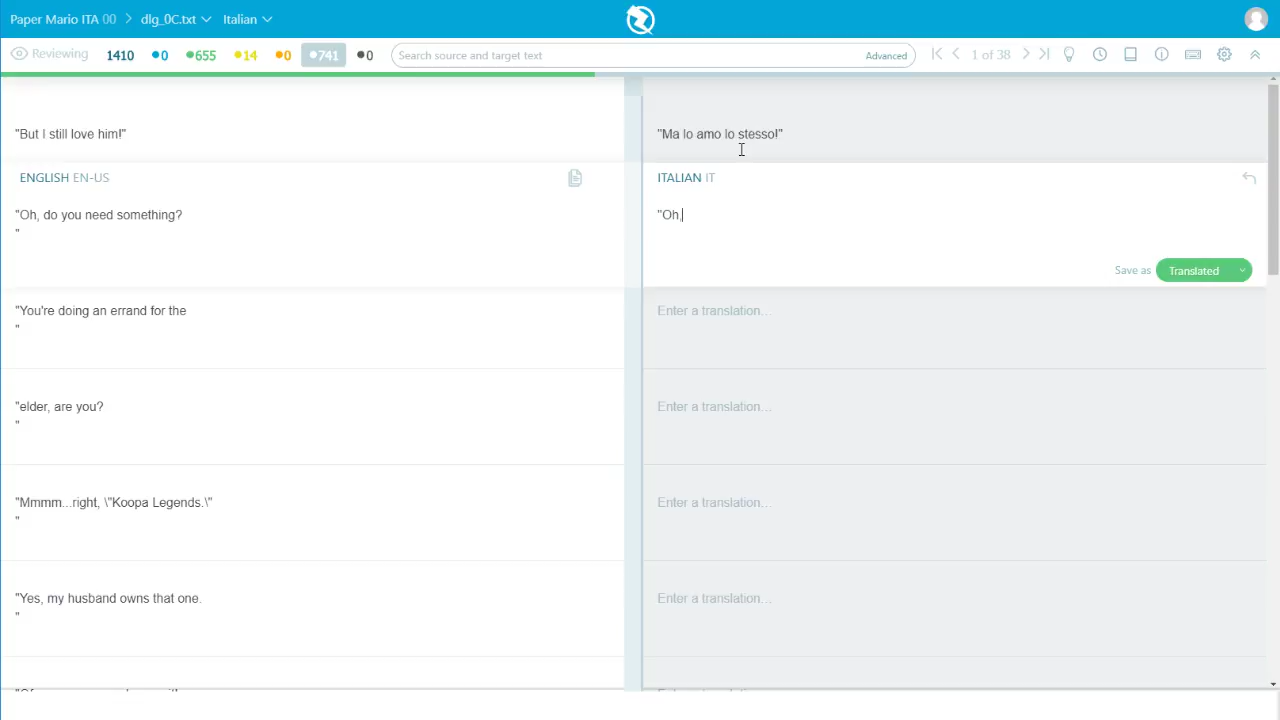 Paper Mario ITA 00 > dlg_0C.txt Italian
Reviewing 1410 0 655 14 0 741 0 Search source and target text Advanced 1 of 38
"But I still love him!" "Ma lo amo lo stesso!"
ENGLISH EN-US ITALIAN IT
"Oh, do you need something? "Oh,
"
Save as Translated
"You're doing an errand for the Enter a translation...
"
"elder, are you? Enter a translation...
"
"Mmmm...right, \"Koopa Legends.\" Enter a translation...
"
"Yes, my husband owns that one. Enter a translation...
"